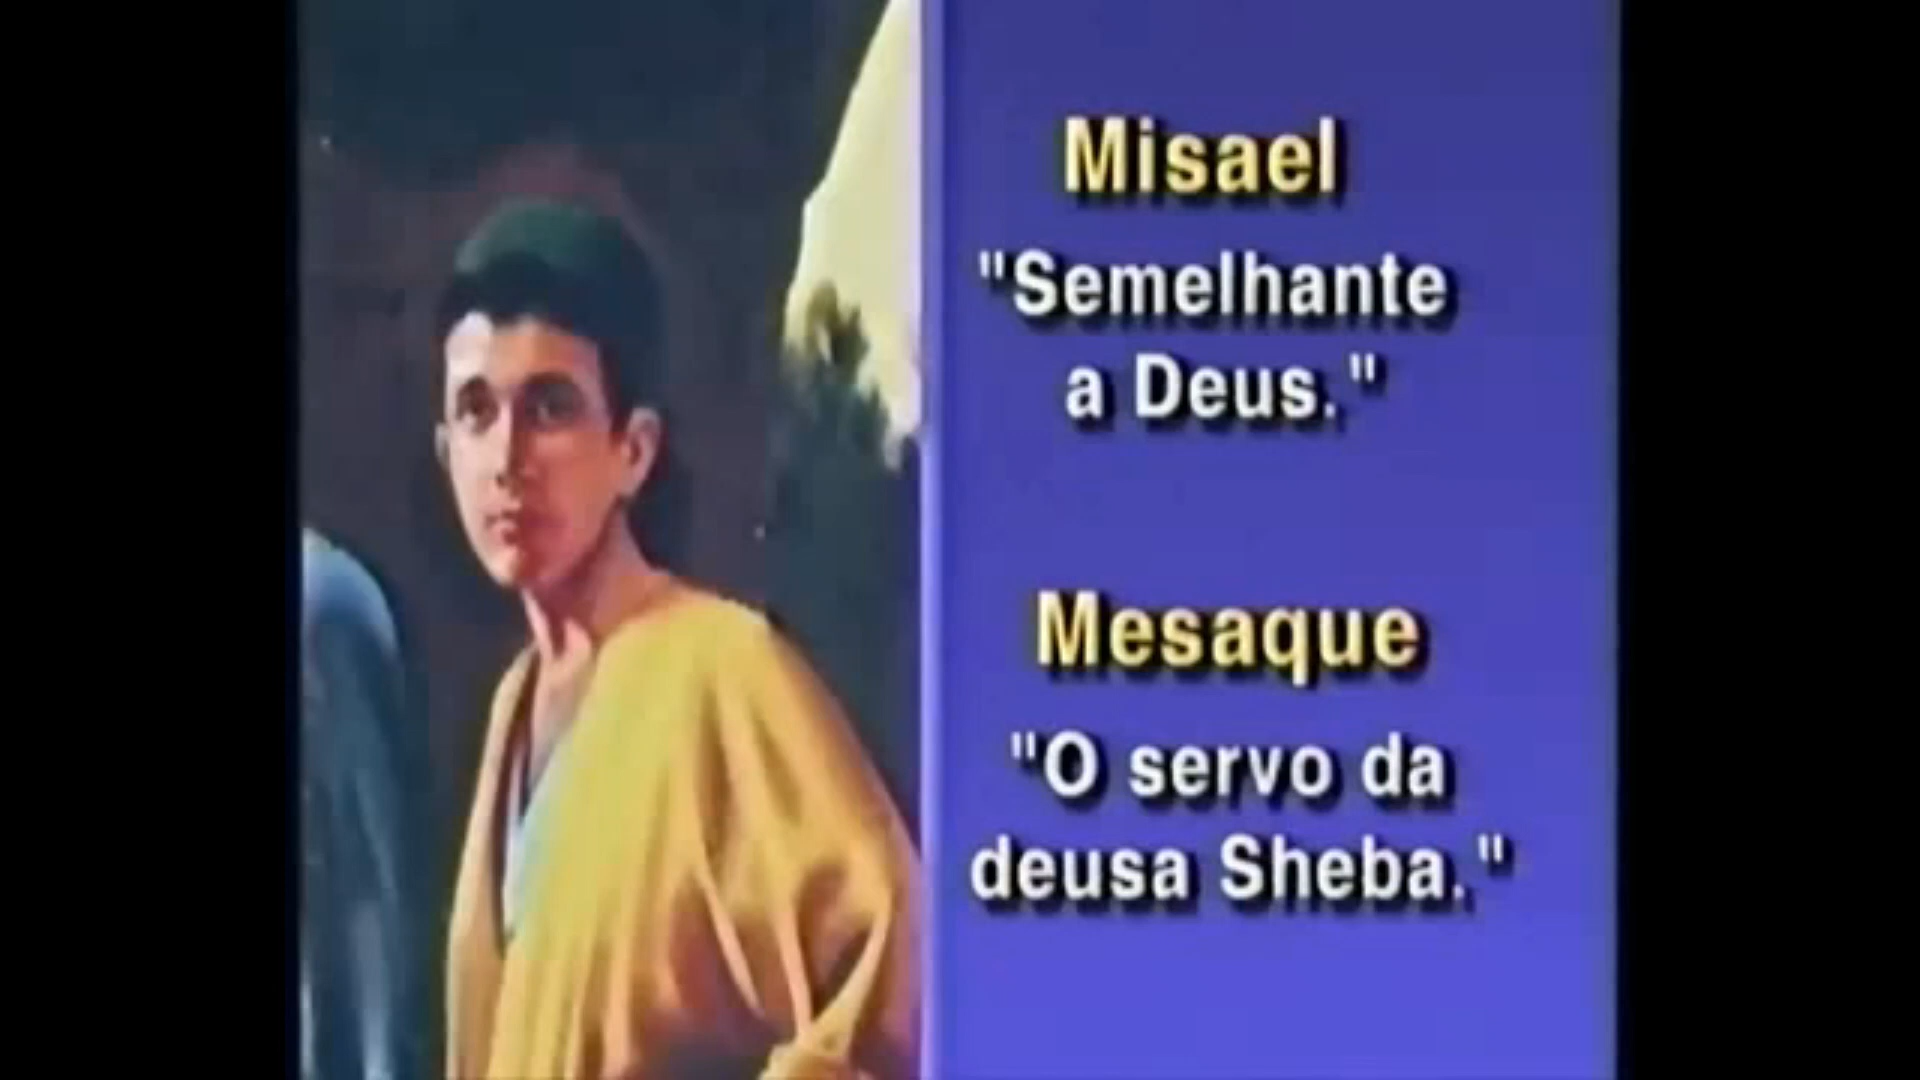 Misael
"Semelhante
a Deus."
Mesaque
"O servo da
deusa Sheba."